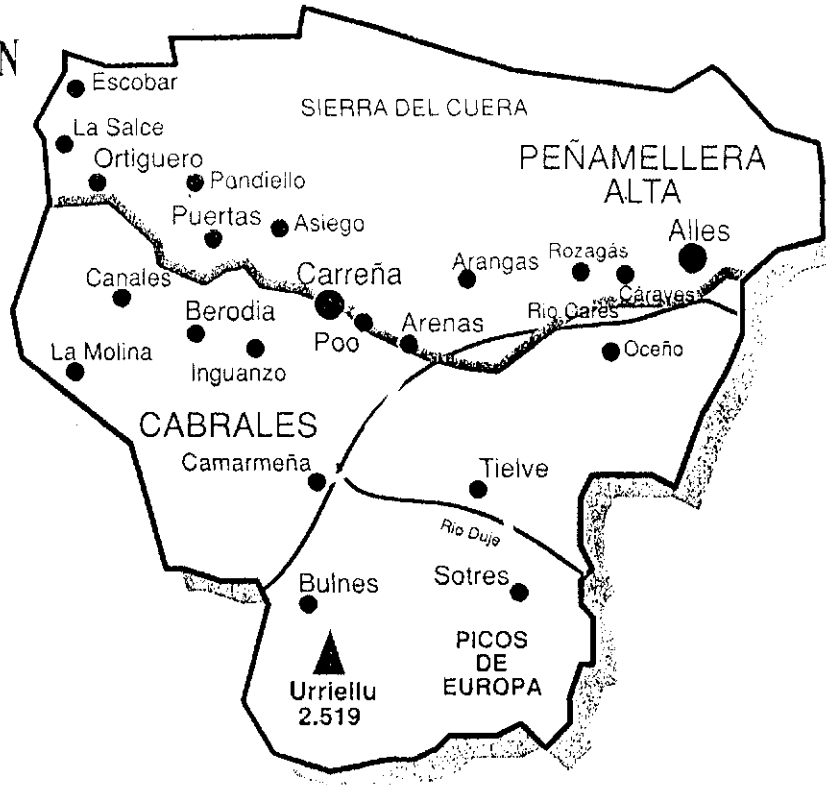 N
Escobar
SIERRA DEL CUERA
La Salce
PEÑAMELLERA
ALTA
Ortiguero
Pandiello
Puertas
Asiego
Alles
Arangas
Rozagás
Cáraves
Canales
Carreña
Berodia
Poo
Arenas
Rio Cares
Oceño
La Molina
Inguanzo
CABRALES
Camarmeña
Tielve
Rio Duje
Bulnes
Sotres
PICOS
DE
EUROPA
Urriellu
2.519